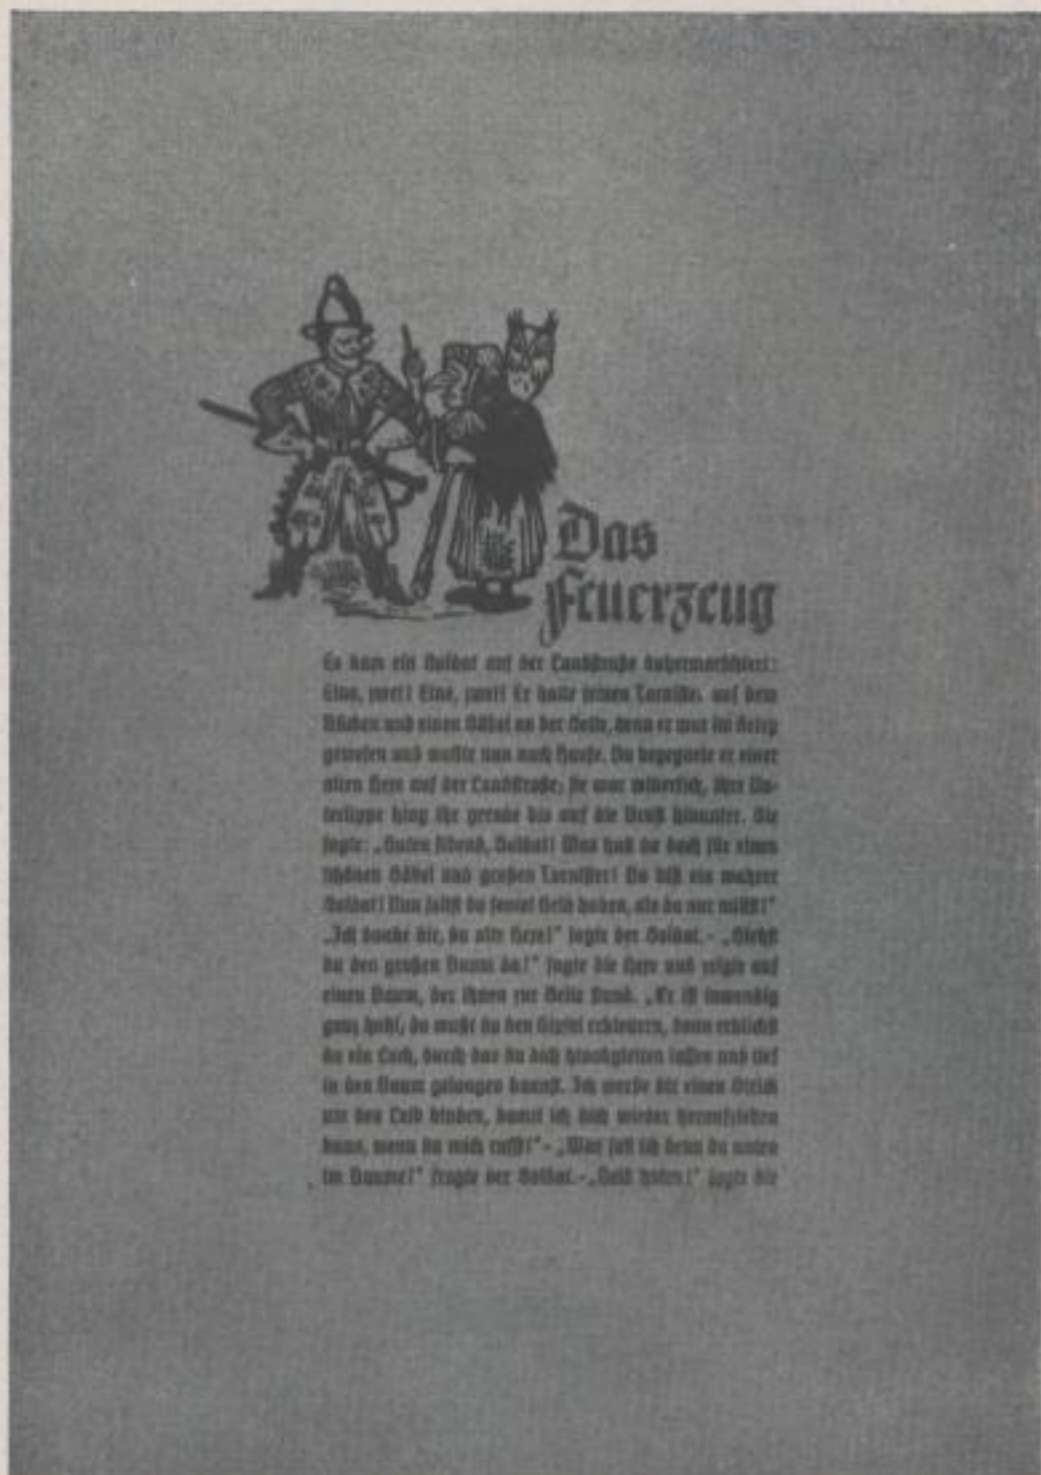 Das
Feuerzeug
Es kam ein Soldat auf der Landstraße dahermarschiert:
Eins, zwei! Eins, zwei! Er hatte seinen Tornister auf dem
Rücken und einen Säbel an der Seite, denn er war im Krieg
gewesen und wollte nun nach Hause. Da begegnete er einer
alten Hexe auf der Landstraße; sie war widerlich, ihre Un-
terlippe hing ihr gerade bis auf die Brust hinunter. Sie
sagte: „Guten Abend, Soldat! Was hast du doch für einen
schönen Säbel und großen Tornister! Du bist ein wahrer
Soldat! Nun sollst du soviel Geld haben, als du nur willst!“
„Ich danke dir, du alte Hexe!“ sagte der Soldat. - „Siehst
du den großen Baum da?“ sagte die Hexe und zeigte auf
einen Baum, der ihnen zur Seite stand. „Er ist inwendig
ganz hohl, du mußt du den Gipfel erklettern, dann erblickst
du ein Loch, durch das du dich hinabgleiten lassen und tief
in den Baum gelangen kannst. Ich werde dir einen Strick
um den Leib binden, damit ich dich wieder heraufziehen
kann, wenn du mich rufst!“ - „Was soll ich denn da unten
im Baume?“ fragte der Soldat. - „Geld holen!“ sagte die